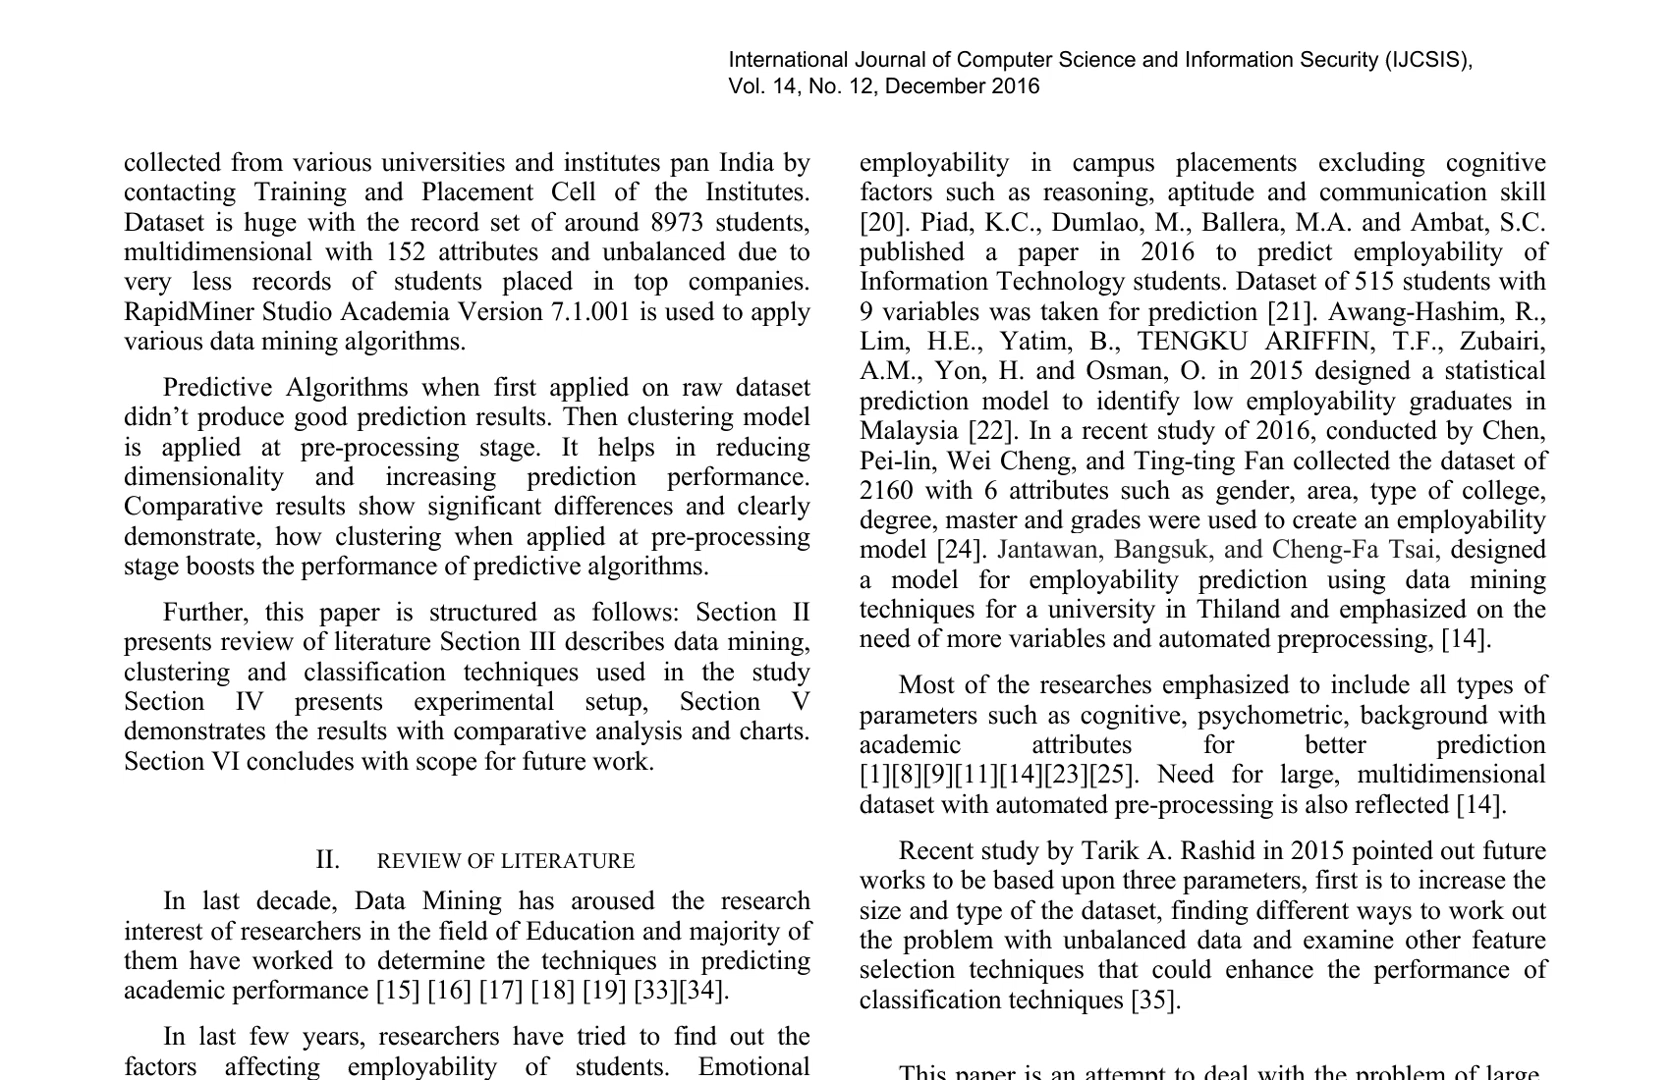 International Journal of Computer Science and Information Security (IJCSIS),
Vol. 14, No. 12, December 2016
collected from various universities and institutes pan India by
contacting Training and Placement Cell of the Institutes.
Dataset is huge with the record set of around 8973 students,
multidimensional with 152 attributes and unbalanced due to
very less records of students placed in top companies.
RapidMiner Studio Academia Version 7.1.001 is used to apply
various data mining algorithms.
Predictive Algorithms when first applied on raw dataset
didn’t produce good prediction results. Then clustering model
is applied at pre-processing stage. It helps in reducing
dimensionality and increasing prediction performance.
Comparative results show significant differences and clearly
demonstrate, how clustering when applied at pre-processing
stage boosts the performance of predictive algorithms.
Further, this paper is structured as follows: Section II
presents review of literature Section III describes data mining,
clustering and classification techniques used in the study
Section IV presents experimental setup, Section V
demonstrates the results with comparative analysis and charts.
Section VI concludes with scope for future work.
II. REVIEW OF LITERATURE
In last decade, Data Mining has aroused the research
interest of researchers in the field of Education and majority of
them have worked to determine the techniques in predicting
academic performance [15] [16] [17] [18] [19] [33][34].
In last few years, researchers have tried to find out the
factors affecting employability of students. Emotional
employability in campus placements excluding cognitive
factors such as reasoning, aptitude and communication skill
[20]. Piad, K.C., Dumlao, M., Ballera, M.A. and Ambat, S.C.
published a paper in 2016 to predict employability of
Information Technology students. Dataset of 515 students with
9 variables was taken for prediction [21]. Awang-Hashim, R.,
Lim, H.E., Yatim, B., TENGKU ARIFFIN, T.F., Zubairi,
A.M., Yon, H. and Osman, O. in 2015 designed a statistical
prediction model to identify low employability graduates in
Malaysia [22]. In a recent study of 2016, conducted by Chen,
Pei-lin, Wei Cheng, and Ting-ting Fan collected the dataset of
2160 with 6 attributes such as gender, area, type of college,
degree, master and grades were used to create an employability
model [24]. Jantawan, Bangsuk, and Cheng-Fa Tsai, designed
a model for employability prediction using data mining
techniques for a university in Thiland and emphasized on the
need of more variables and automated preprocessing, [14].
Most of the researches emphasized to include all types of
parameters such as cognitive, psychometric, background with
academic attributes for better prediction
[1][8][9][11][14][23][25]. Need for large, multidimensional
dataset with automated pre-processing is also reflected [14].
Recent study by Tarik A. Rashid in 2015 pointed out future
works to be based upon three parameters, first is to increase the
size and type of the dataset, finding different ways to work out
the problem with unbalanced data and examine other feature
selection techniques that could enhance the performance of
classification techniques [35].
This paper is an attempt to deal with the problem of large,